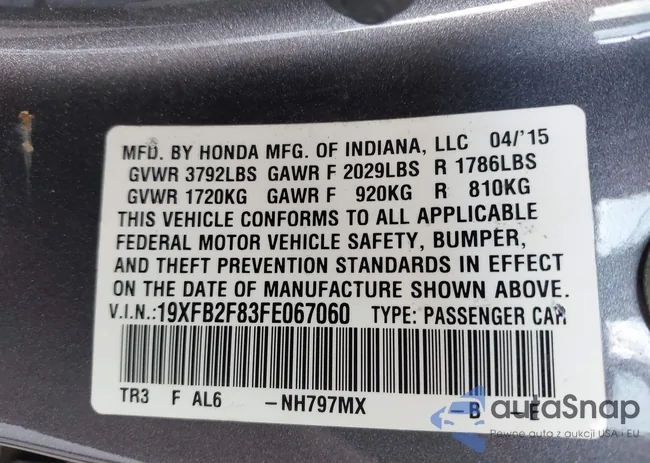 MFD. BY HONDA MFG. OF INDIANA, LLC 04/'15
GVWR 3792LBS GAWR F 2029LBS R 1786LBS
GVWR 1720KG GAWR F 920KG R 810KG
THIS VEHICLE CONFORMS TO ALL APPLICABLE
FEDERAL MOTOR VEHICLE SAFETY, BUMPER,
AND THEFT PREVENTION STANDARDS IN EFFECT
ON THE DATE OF MANUFACTURE SHOWN ABOVE.
V.I.N.:19XFB2F83FE067060 TYPE: PASSENGER CAR
TR3 F AL6 -NH797MX -B -E
autoSnap
Pewne auta z aukcji USA i EU